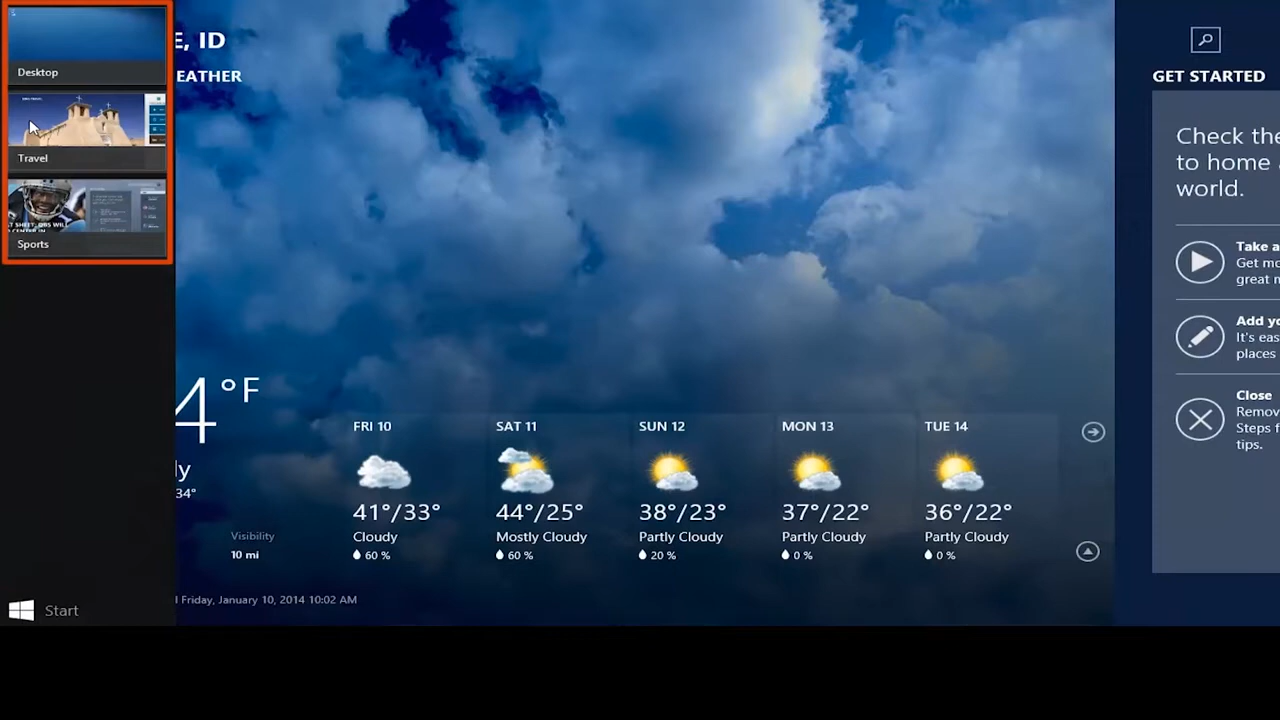 Desktop
Travel
Sports
Start
E, ID
EATHER
4°F
ly
34°
Visibility
10 mi
FRI 10
41°/33°
Cloudy
60 %
SAT 11
44°/25°
Mostly Cloudy
60 %
SUN 12
38°/23°
Partly Cloudy
20 %
MON 13
37°/22°
Partly Cloudy
0 %
TUE 14
36°/22°
Partly Cloudy
0 %
Friday, January 10, 2014 10:02 AM
GET STARTED
Check the
to home
world.
Take a
Get mo
great m
Add yo
It's eas
places
Close
Remov
Steps f
tips.